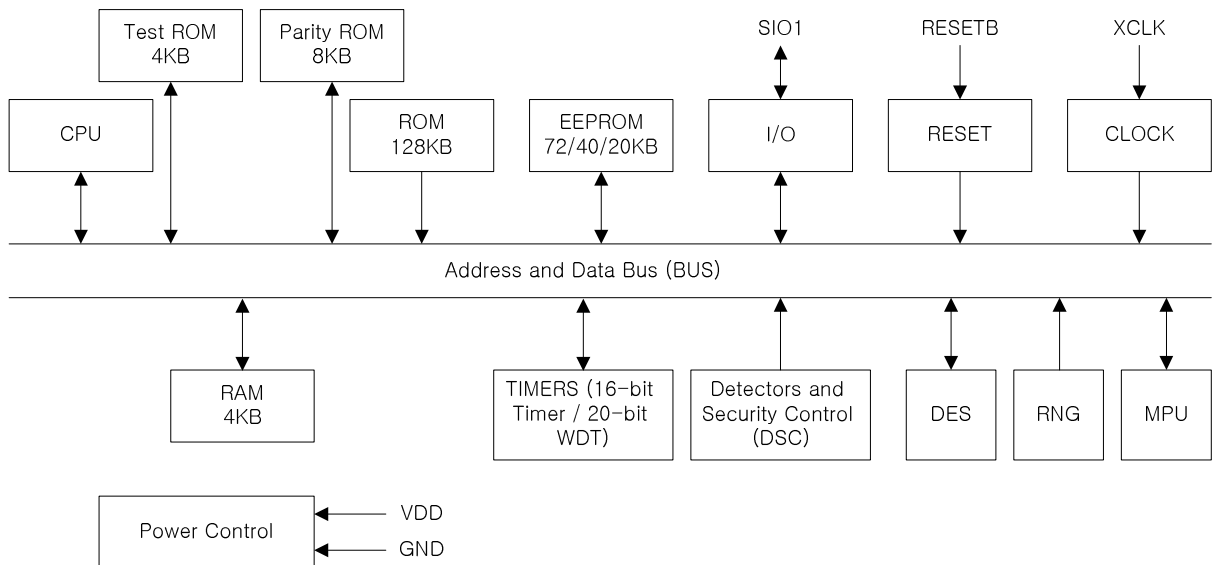 Test ROM
4KB
Parity ROM
8KB
SIO1
RESETB
XCLK
CPU
ROM
128KB
EEPROM
72/40/20KB
I/O
RESET
CLOCK
Address and Data Bus (BUS)
RAM
4KB
TIMERS (16-bit
Timer / 20-bit
WDT)
Detectors and
Security Control
(DSC)
DES
RNG
MPU
Power Control
VDD
GND